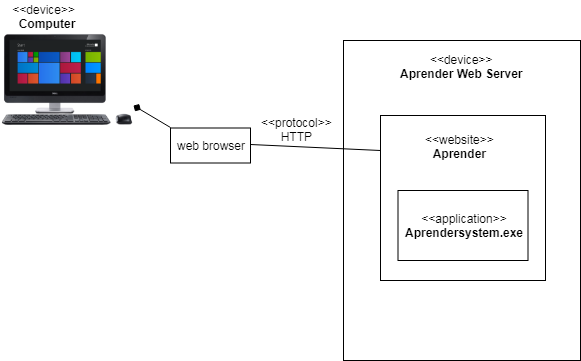 <<device>>
Computer
web browser
<<protocol>>
HTTP
<<device>>
Aprender Web Server
<<website>>
Aprender
<<application>>
Aprendersystem.exe